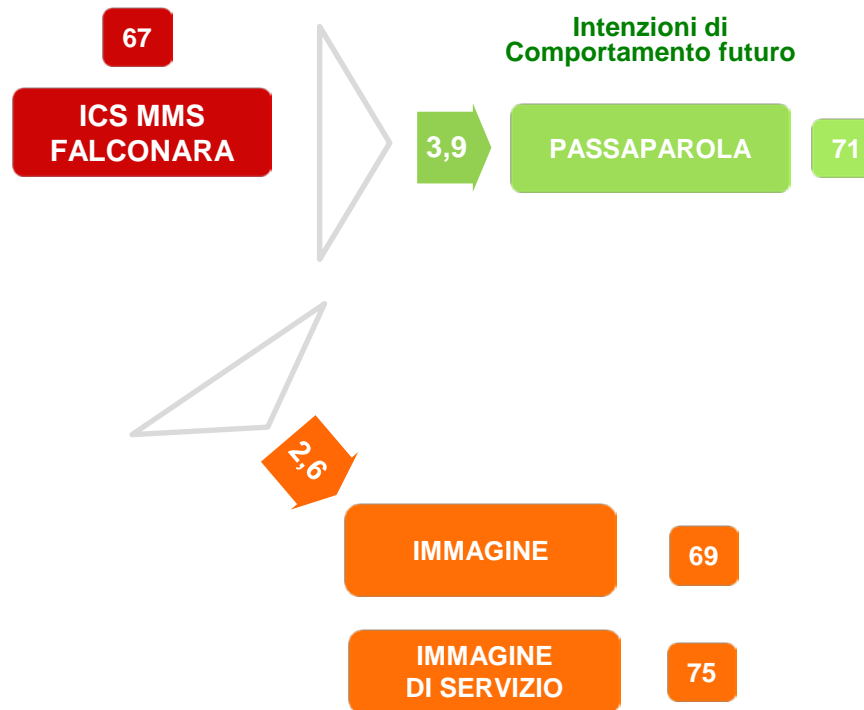 67
ICS MMS
FALCONARA
Intenzioni di
Comportamento futuro
3,9
PASSAPAROLA
71
2,6
IMMAGINE
69
IMMAGINE
DI SERVIZIO
75